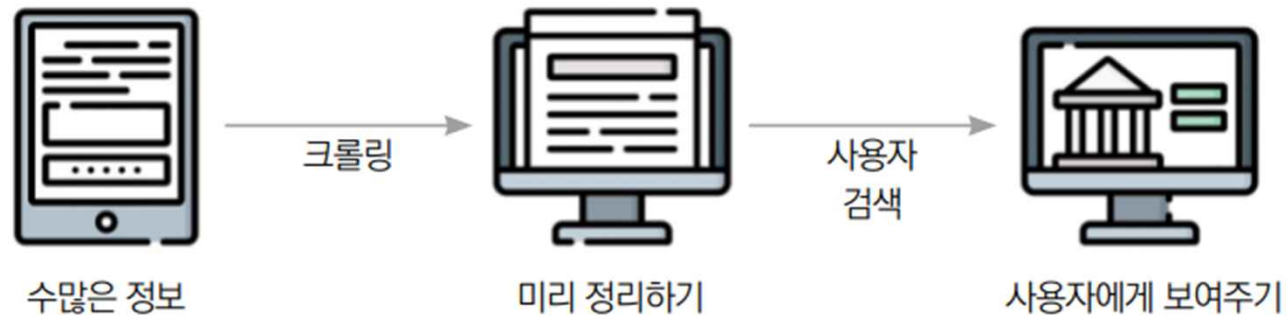 크롤링
사용자
검색
수많은 정보
미리 정리하기
사용자에게 보여주기